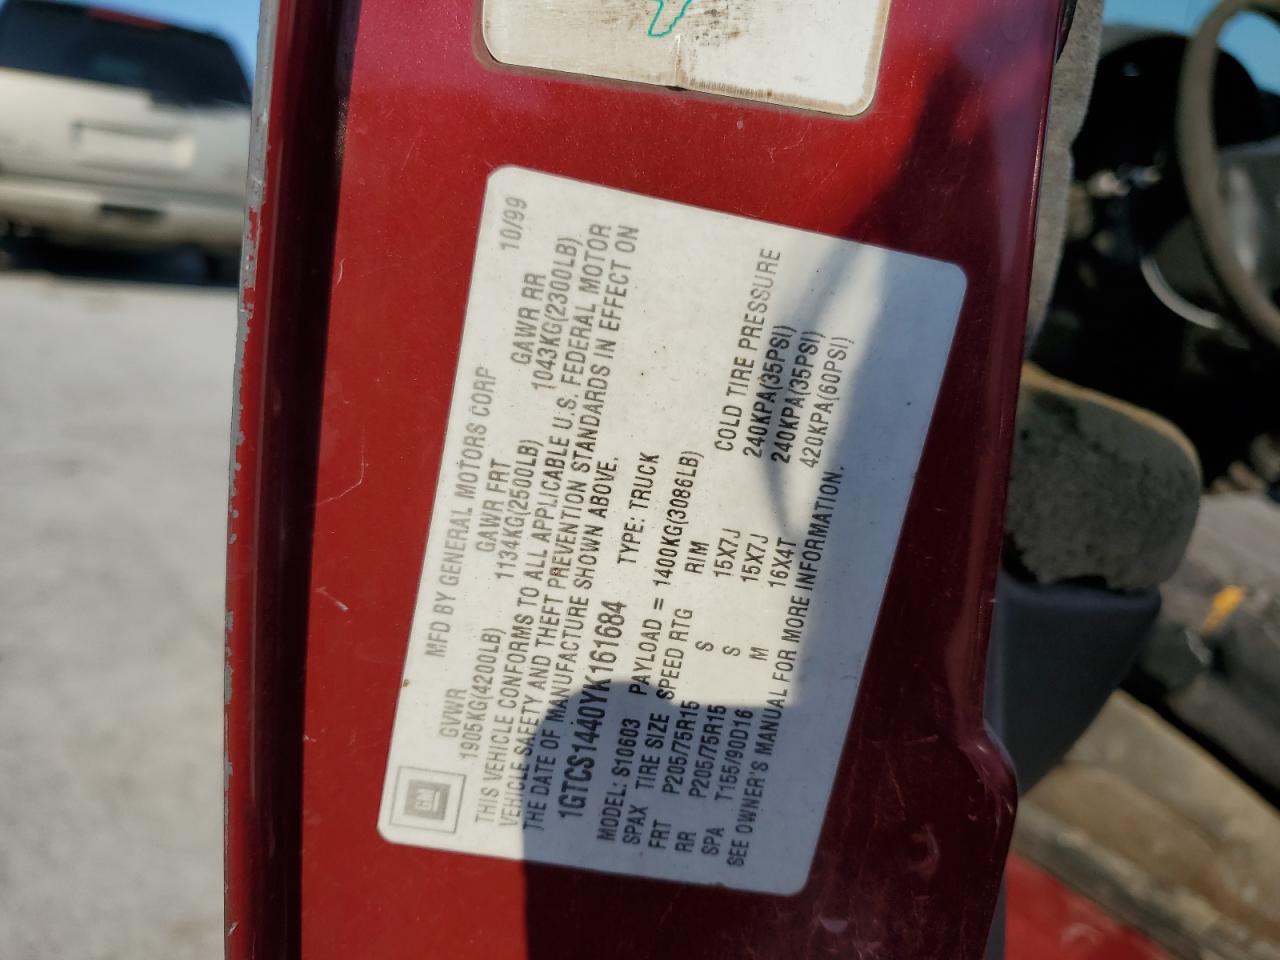 GM
MFD BY GENERAL MOTORS CORP 10/99
GVWR GAWR FRT GAWR RR
1905KG(4200LB) 1134KG(2500LB) 1043KG(2300LB)
THIS VEHICLE CONFORMS TO ALL APPLICABLE U.S. FEDERAL MOTOR
VEHICLE SAFETY AND THEFT PREVENTION STANDARDS IN EFFECT ON
THE DATE OF MANUFACTURE SHOWN ABOVE.
1GTCS1440YK161684 TYPE: TRUCK
MODEL: S10603 PAYLOAD = 1400KG(3086LB)
SPAX TIRE SIZE SPEED RTG RIM COLD TIRE PRESSURE
FRT P205/75R15 S 15X7J 240KPA(35PSI)
RR P205/75R15 S 15X7J 240KPA(35PSI)
SPA T155/90D16 M 16X4T 420KPA(60PSI)
SEE OWNER'S MANUAL FOR MORE INFORMATION.